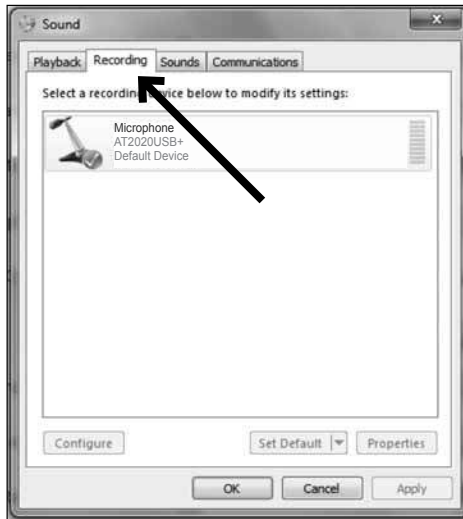 Sound
x
Playback Recording Sounds Communications
Select a recording device below to modify its settings:
Microphone
AT2020USB+
Default Device
Configure Set Default Properties
OK Cancel Apply